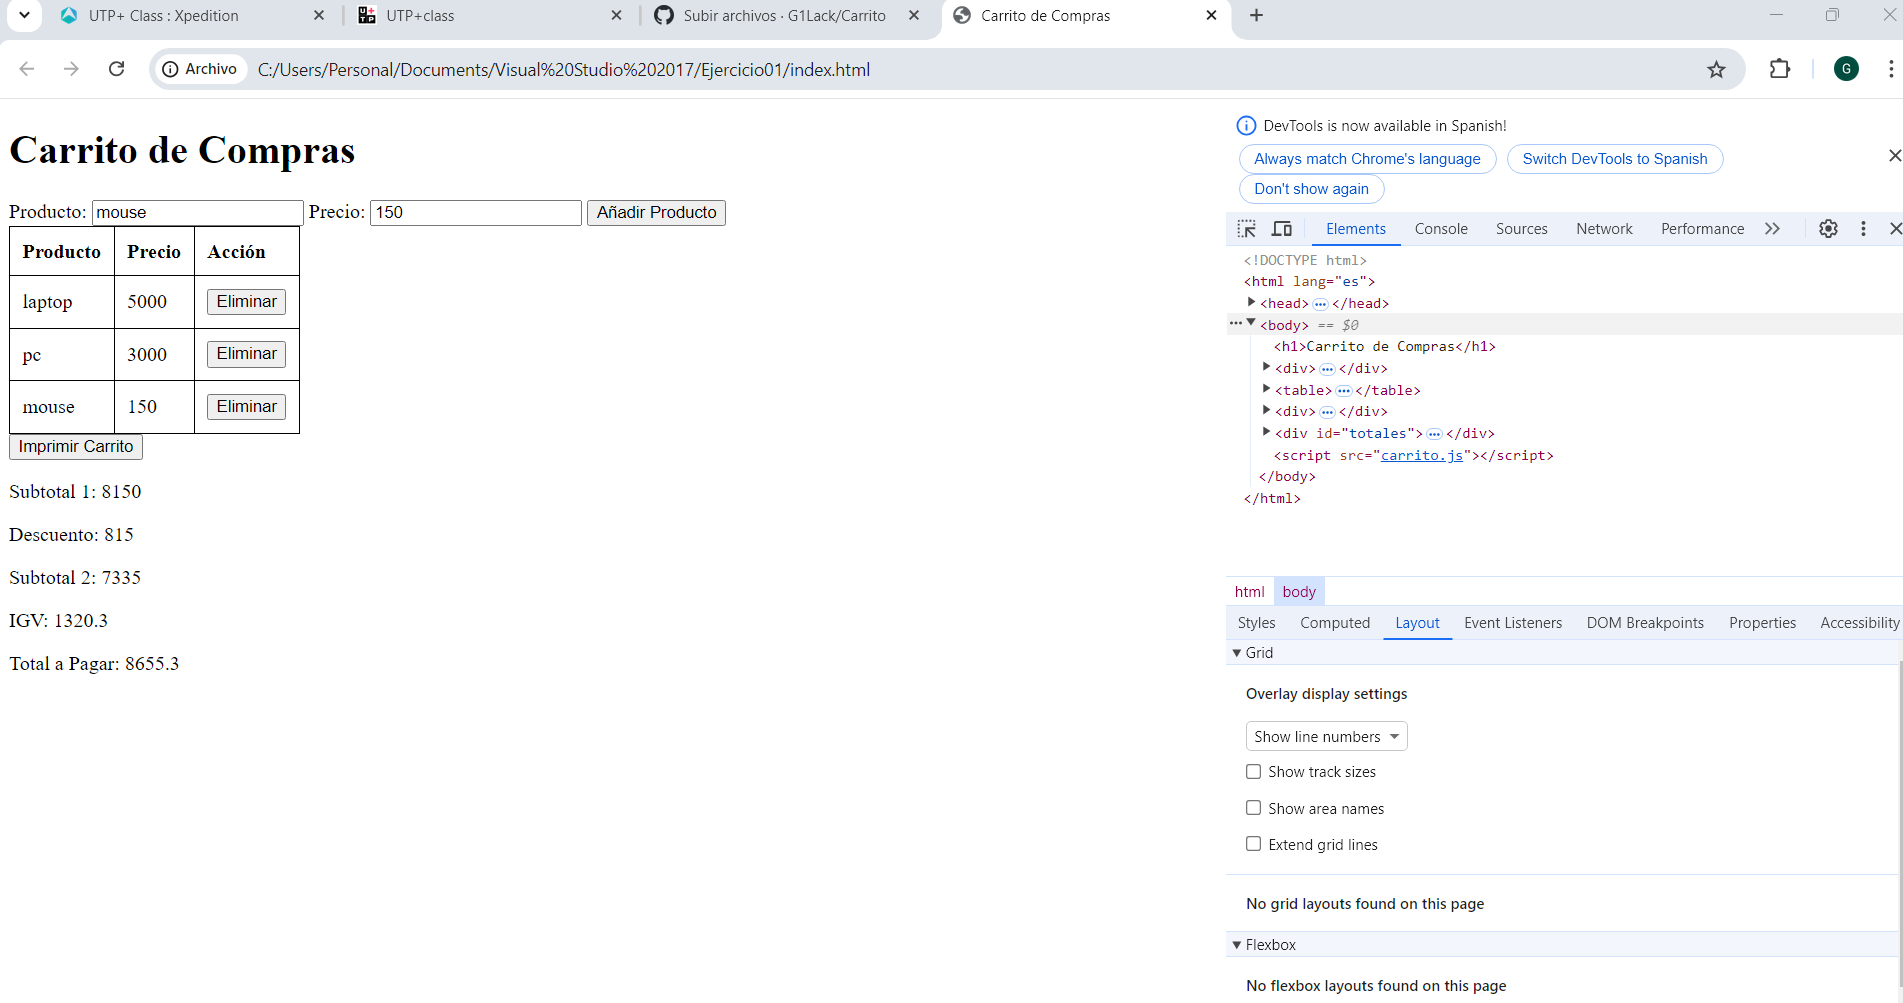 UTP+ Class : Xpedition
UTP+class
Subir archivos · G1Lack/Carrito
Carrito de Compras
Archivo
C:/Users/Personal/Documents/Visual%20Studio%202017/Ejercicio01/index.html
G
Carrito de Compras
Producto: mouse Precio: 150 Añadir Producto
Producto Precio Acción
laptop 5000 Eliminar
pc 3000 Eliminar
mouse 150 Eliminar
Imprimir Carrito
Subtotal 1: 8150
Descuento: 815
Subtotal 2: 7335
IGV: 1320.3
Total a Pagar: 8655.3
DevTools is now available in Spanish!
Always match Chrome's language Switch DevTools to Spanish
Don't show again
Elements Console Sources Network Performance
<!DOCTYPE html>
<html lang="es">
<head>…</head>
<body> == $0
<h1>Carrito de Compras</h1>
<div>…</div>
<table>…</table>
<div>…</div>
<div id="totales">…</div>
<script src="carrito.js"></script>
</body>
</html>
html body
Styles Computed Layout Event Listeners DOM Breakpoints Properties Accessibility
Grid
Overlay display settings
Show line numbers
Show track sizes
Show area names
Extend grid lines
No grid layouts found on this page
Flexbox
No flexbox layouts found on this page